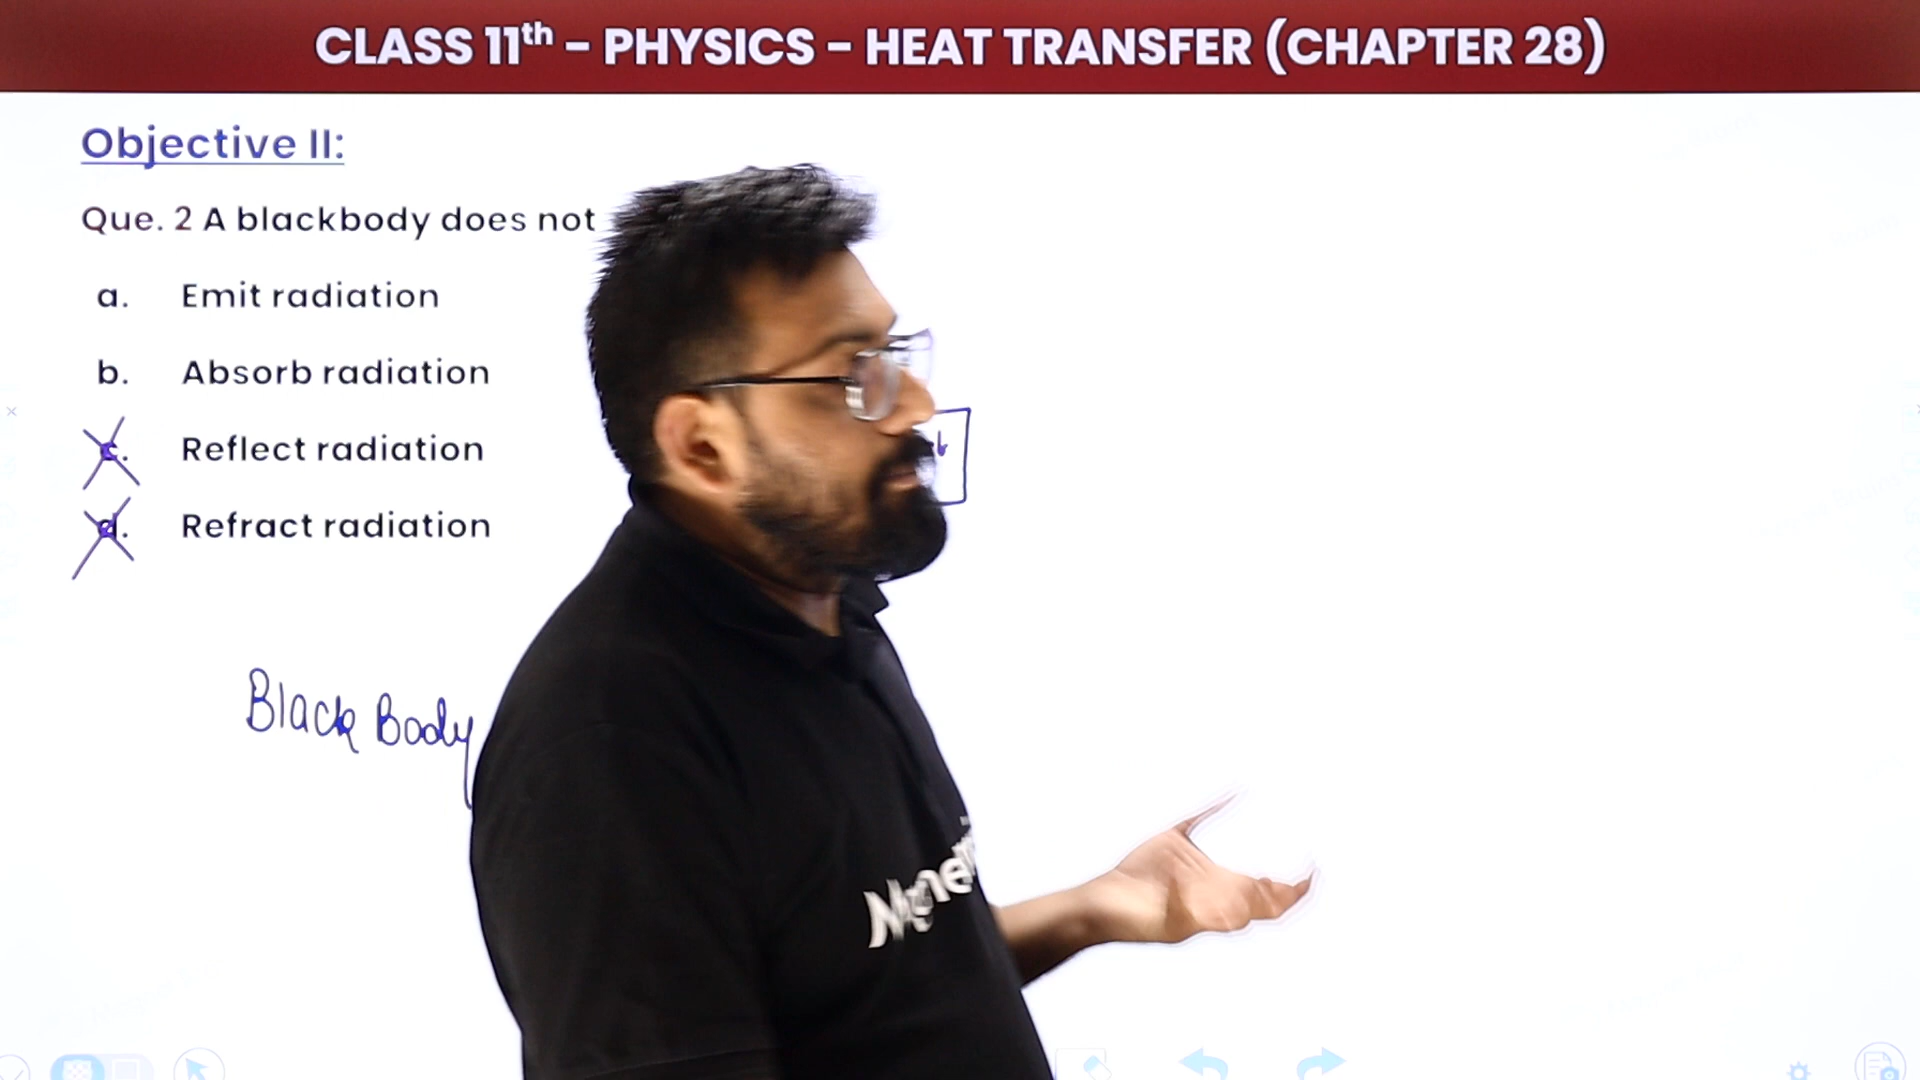 CLASS 11th - PHYSICS - HEAT TRANSFER (CHAPTER 28)
Objective II:
Que. 2 A blackbody does not
a. Emit radiation
b. Absorb radiation
c. Reflect radiation
d. Refract radiation
Black Body